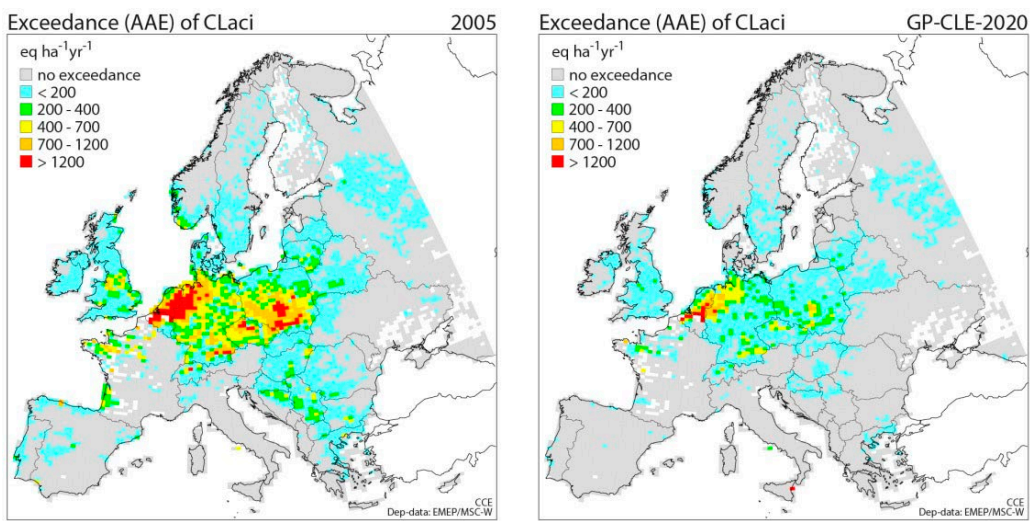 Exceedance (AAE) of CLaci 2005
eq ha⁻¹yr⁻¹
no exceedance
< 200
200 - 400
400 - 700
700 - 1200
> 1200
CCE
Dep-data: EMEP/MSC-W
Exceedance (AAE) of CLaci GP-CLE-2020
eq ha⁻¹yr⁻¹
no exceedance
< 200
200 - 400
400 - 700
700 - 1200
> 1200
CCE
Dep-data: EMEP/MSC-W